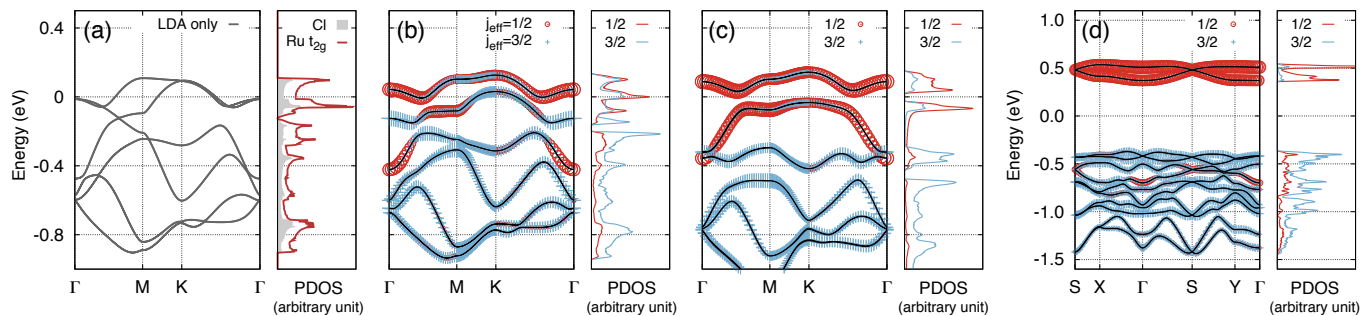 (a)
LDA only
Cl
Ru t2g
0.4
0
-0.4
-0.8
Energy (eV)
Γ M K Γ
PDOS
(arbitrary unit)
(b)
jeff=1/2
jeff=3/2
1/2
3/2
Γ M K Γ
PDOS
(arbitrary unit)
(c)
1/2
3/2
1/2
3/2
Γ M K Γ
PDOS
(arbitrary unit)
(d)
1/2
3/2
1/2
3/2
1.0
0.5
0.0
-0.5
-1.0
-1.5
Energy (eV)
S X Γ S Y Γ
PDOS
(arbitrary unit)